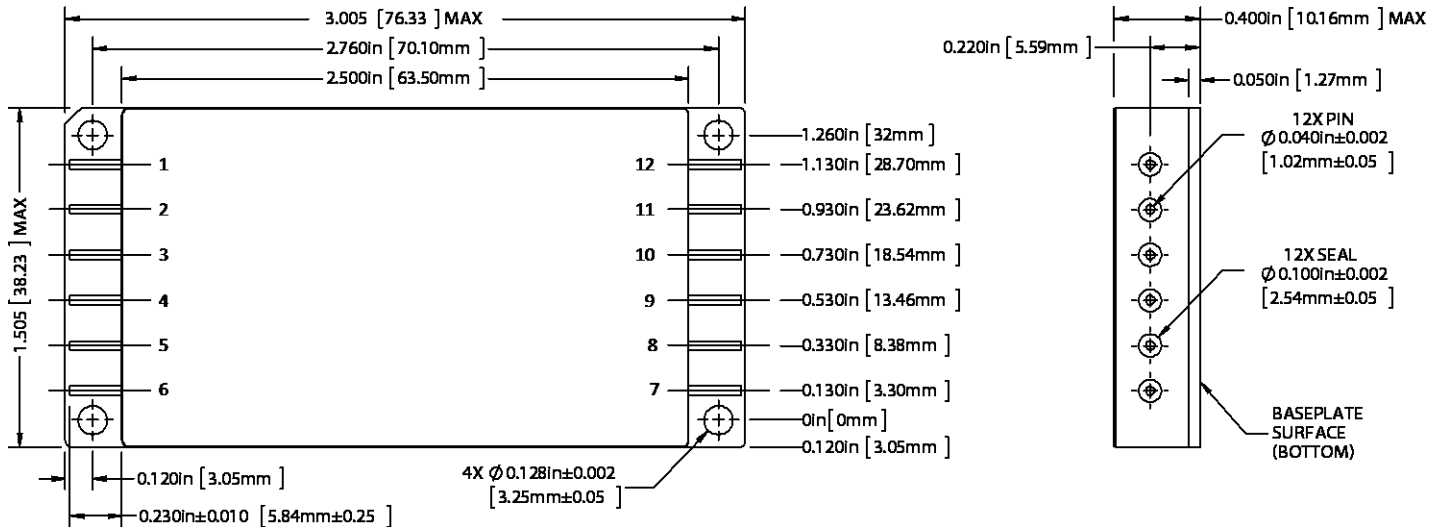 3.005 [76.33 ] MAX
2.760in [70.10mm ]
2.500in [63.50mm ]
1.505 [38.23 ] MAX
1
2
3
4
5
6
12
11
10
9
8
7
1.260in [32mm ]
1.130in [28.70mm ]
0.930in [23.62mm ]
0.730in [18.54mm ]
0.530in [13.46mm ]
0.330in [8.38mm ]
0.130in [3.30mm ]
0in[0mm ]
0.120in [3.05mm ]
0.120in [3.05mm ]
0.230in±0.010 [5.84mm±0.25 ]
4X Ø 0.128in±0.002
[3.25mm±0.05 ]
0.400in [10.16mm ] MAX
0.220in [5.59mm ]
0.050in [1.27mm ]
12X PIN
Ø 0.040in±0.002
[1.02mm±0.05 ]
12X SEAL
Ø 0.100in±0.002
[2.54mm±0.05 ]
BASEPLATE
SURFACE
(BOTTOM)